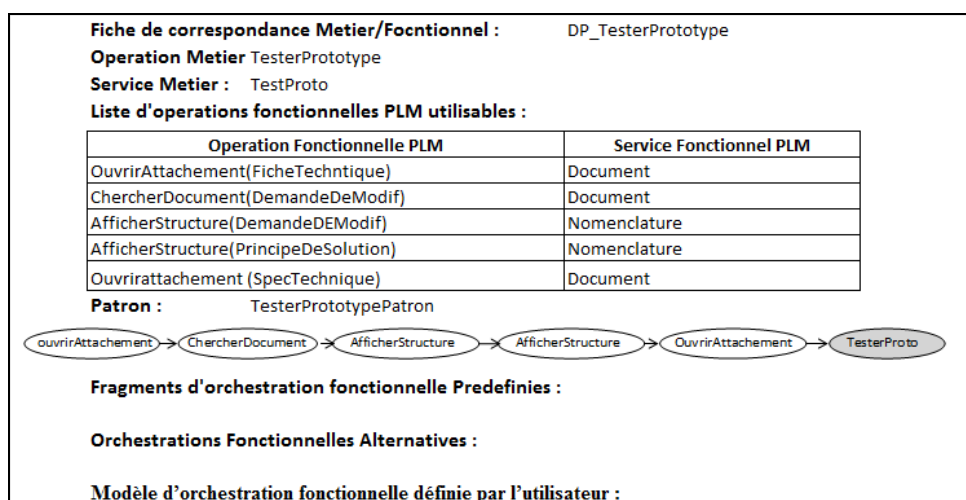 Fiche de correspondance Metier/Focntionnel : DP_TesterPrototype
Operation Metier TesterPrototype
Service Metier : TestProto
Liste d'operations fonctionnelles PLM utilisables :
Operation Fonctionnelle PLM Service Fonctionnel PLM
OuvrirAttachement(FicheTechntique) Document
ChercherDocument(DemandeDeModif) Document
AfficherStructure(DemandeDEModif) Nomenclature
AfficherStructure(PrincipeDeSolution) Nomenclature
Ouvrirattachement (SpecTechnique) Document
Patron : TesterPrototypePatron
ouvrirAttachement ChercherDocument AfficherStructure AfficherStructure OuvrirAttachement TesterProto
Fragments d'orchestration fonctionnelle Predefinies :
Orchestrations Fonctionnelles Alternatives :
Modèle d'orchestration fonctionnelle définie par l'utilisateur :